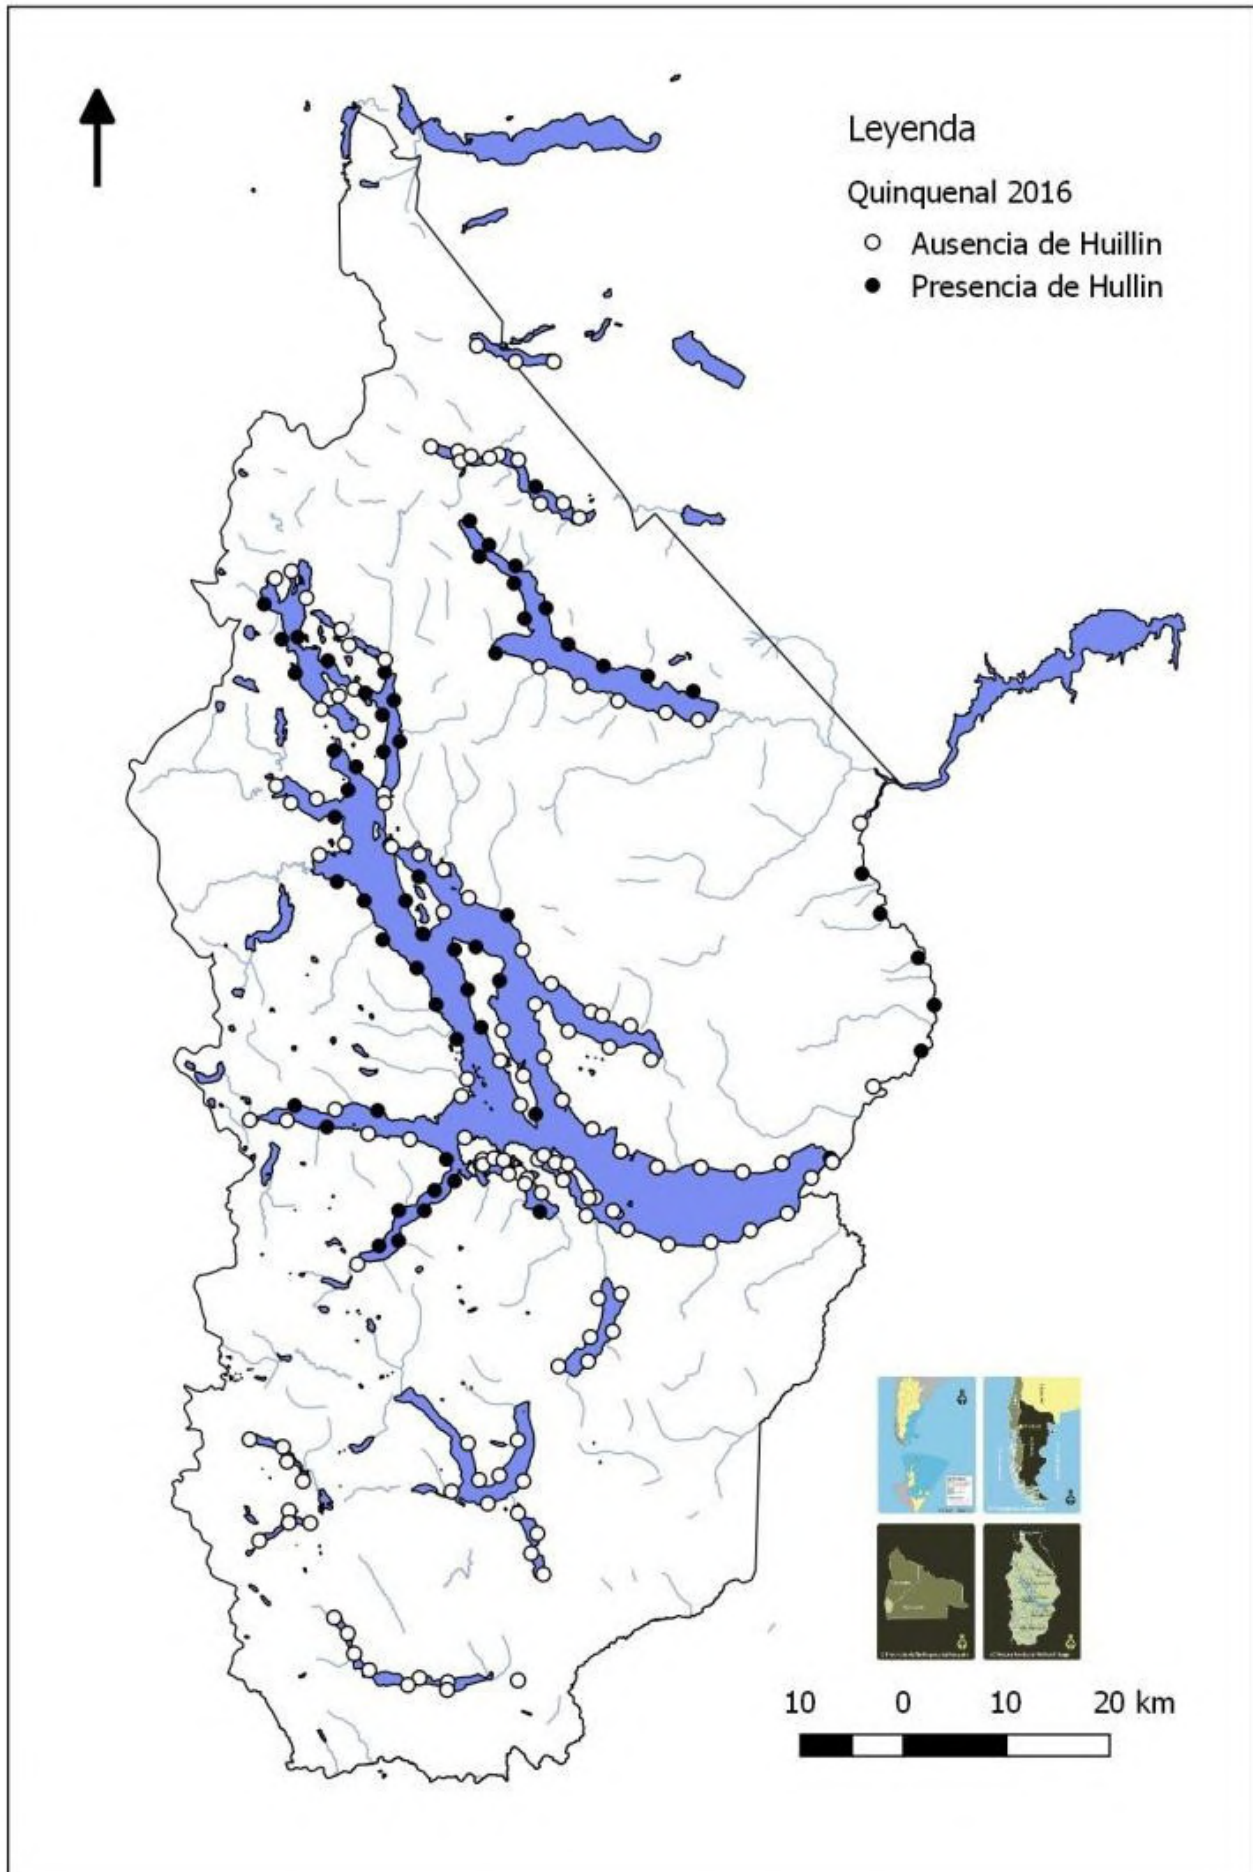 Leyenda
Quinquenal 2016
Ausencia de Huillin
Presencia de Hullin
10 0 10 20 km